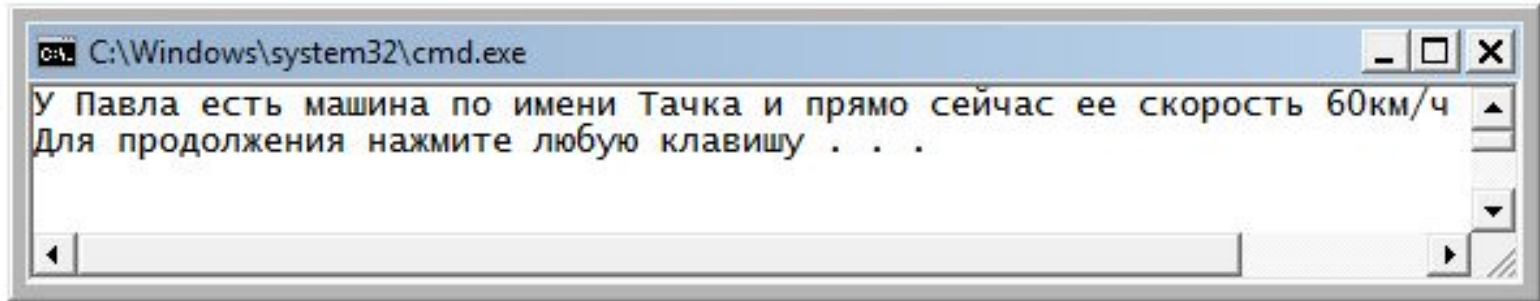 C:\Windows\system32\cmd.exe
У Павла есть машина по имени Тачка и прямо сейчас ее скорость 60км/ч
Для продолжения нажмите любую клавишу . . .